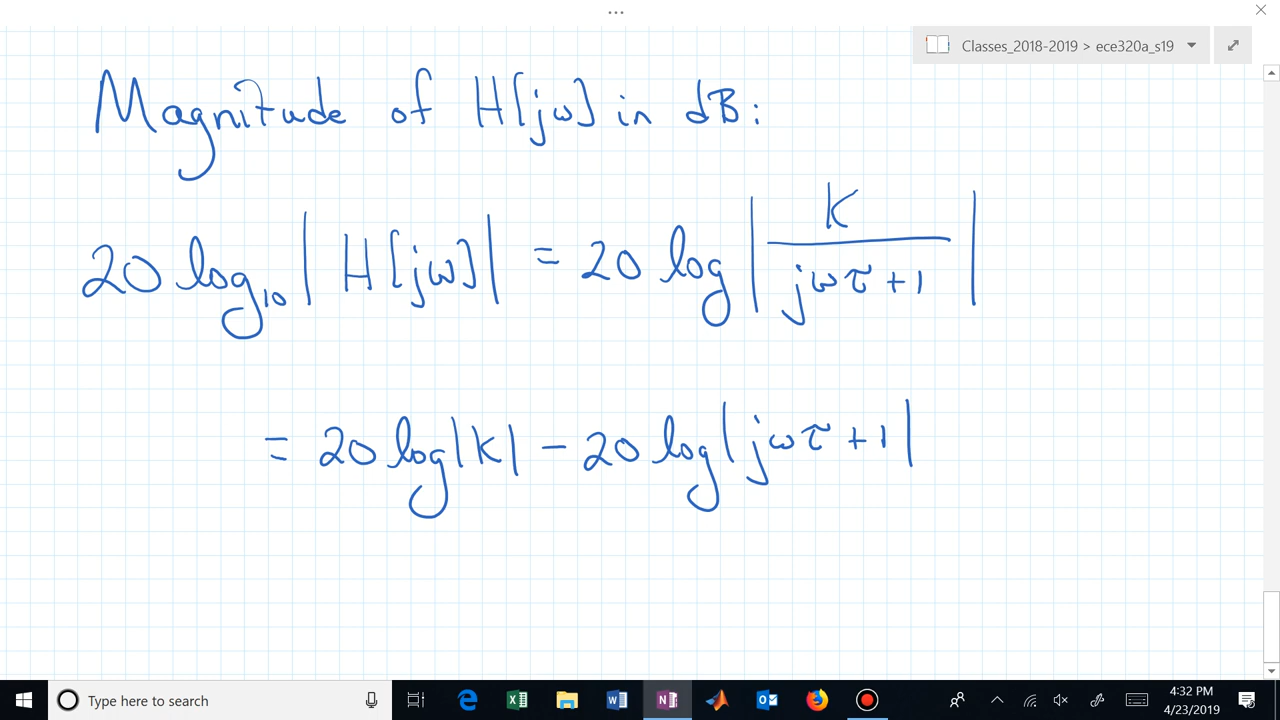 ...
Classes_2018-2019 > ece320a_s19
Magnitude of H[jω] in dB:
20 log₁₀ | H[jω] | = 20 log | K / (jωτ + 1) |
= 20 log |K| − 20 log | jωτ + 1 |
Type here to search
4:32 PM
4/23/2019